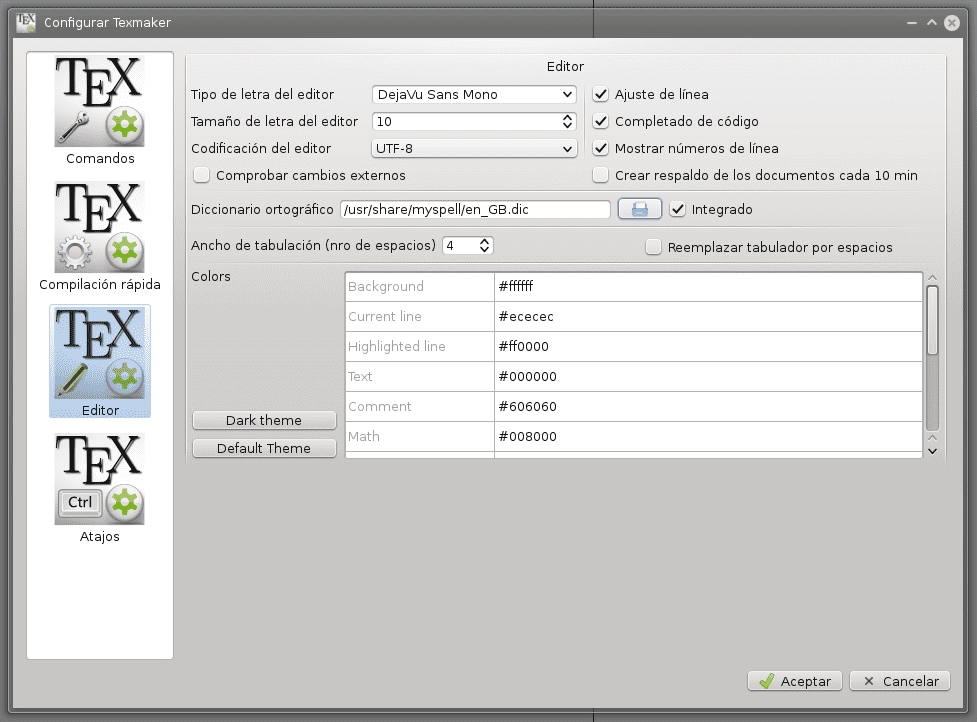 Configurar Texmaker
TEX
Comandos
TEX
Compilación rápida
TEX
Editor
TEX
Ctrl
Atajos
Editor
Tipo de letra del editor DejaVu Sans Mono Ajuste de línea
Tamaño de letra del editor 10 Completado de código
Codificación del editor UTF-8 Mostrar números de línea
Comprobar cambios externos Crear respaldo de los documentos cada 10 min
Diccionario ortográfico /usr/share/myspell/en_GB.dic Integrado
Ancho de tabulación (nro de espacios) 4 Reemplazar tabulador por espacios
Colors
Background #ffffff
Current line #ececec
Highlighted line #ff0000
Text #000000
Comment #606060
Math #008000
Dark theme
Default Theme
Aceptar Cancelar